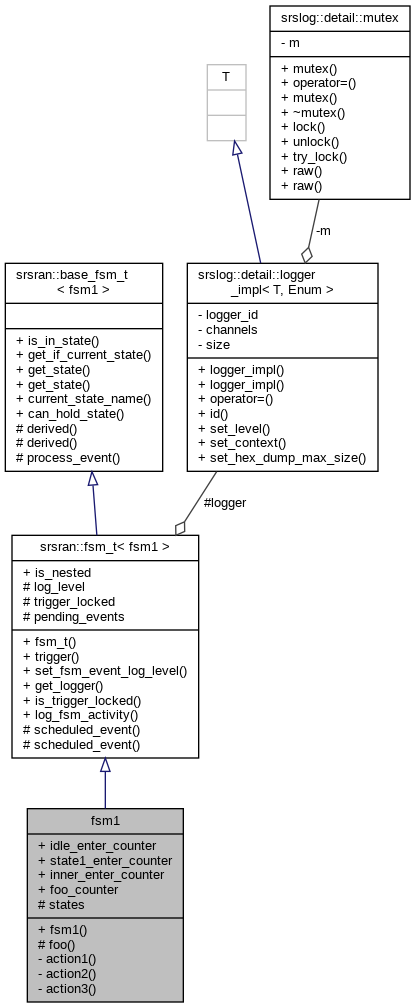 srslog::detail::mutex
- m
+ mutex()
+ operator=()
+ mutex()
+ ~mutex()
+ lock()
+ unlock()
+ try_lock()
+ raw()
+ raw()
T
-m
srsran::base_fsm_t
< fsm1 >
+ is_in_state()
+ get_if_current_state()
+ get_state()
+ get_state()
+ current_state_name()
+ can_hold_state()
# derived()
# derived()
# process_event()
srslog::detail::logger
_impl< T, Enum >
- logger_id
- channels
- size
+ logger_impl()
+ logger_impl()
+ operator=()
+ id()
+ set_level()
+ set_context()
+ set_hex_dump_max_size()
#logger
srsran::fsm_t< fsm1 >
+ is_nested
# log_level
# trigger_locked
# pending_events
+ fsm_t()
+ trigger()
+ set_fsm_event_log_level()
+ get_logger()
+ is_trigger_locked()
+ log_fsm_activity()
# scheduled_event()
# scheduled_event()
fsm1
+ idle_enter_counter
+ state1_enter_counter
+ inner_enter_counter
+ foo_counter
# states
+ fsm1()
# foo()
- action1()
- action2()
- action3()